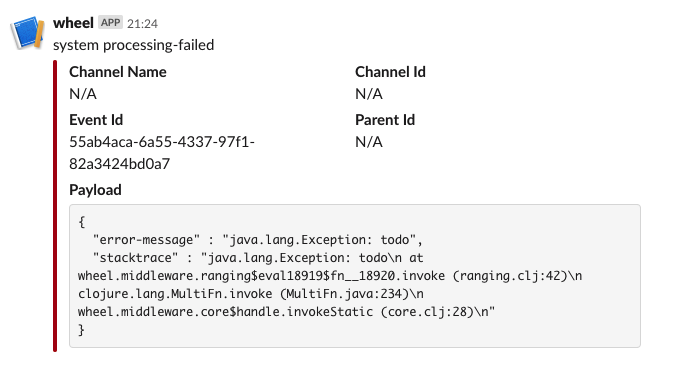 wheel APP 21:24
system processing-failed
Channel Name Channel Id
N/A N/A
Event Id Parent Id
55ab4aca-6a55-4337-97f1- N/A
82a3424bd0a7
Payload
{
"error-message" : "java.lang.Exception: todo",
"stacktrace" : "java.lang.Exception: todo\n at
wheel.middleware.ranging$eval18919$fn__18920.invoke (ranging.clj:42)\n
clojure.lang.MultiFn.invoke (MultiFn.java:234)\n
wheel.middleware.core$handle.invokeStatic (core.clj:28)\n"
}